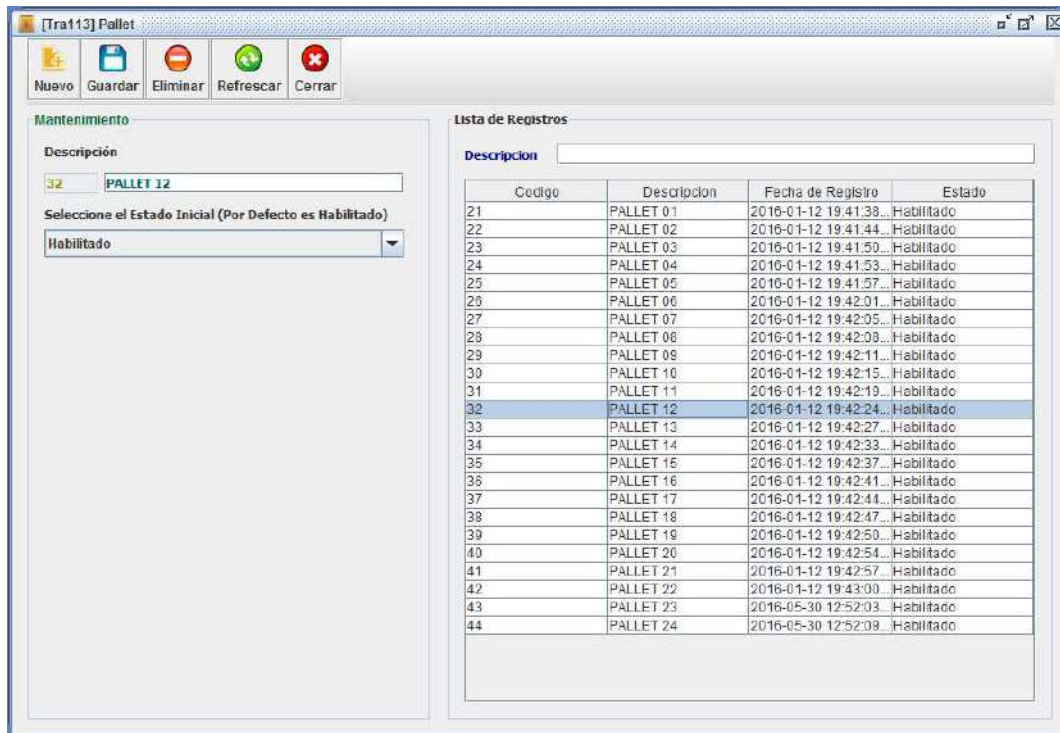 [Tra113] Pallet
Nuevo Guardar Eliminar Refrescar Cerrar
Mantenimiento
Descripción
32 PALLET 12
Seleccione el Estado Inicial (Por Defecto es Habilitado)
Habilitado
Lista de Registros
Descripcion
Codigo Descripcion Fecha de Registro Estado
21 PALLET 01 2016-01-12 19:41:38... Habilitado
22 PALLET 02 2016-01-12 19:41:44... Habilitado
23 PALLET 03 2016-01-12 19:41:50... Habilitado
24 PALLET 04 2016-01-12 19:41:53... Habilitado
25 PALLET 05 2016-01-12 19:41:57... Habilitado
26 PALLET 06 2016-01-12 19:42:01... Habilitado
27 PALLET 07 2016-01-12 19:42:05... Habilitado
28 PALLET 08 2016-01-12 19:42:08... Habilitado
29 PALLET 09 2016-01-12 19:42:11... Habilitado
30 PALLET 10 2016-01-12 19:42:15... Habilitado
31 PALLET 11 2016-01-12 19:42:19... Habilitado
32 PALLET 12 2016-01-12 19:42:24... Habilitado
33 PALLET 13 2016-01-12 19:42:27... Habilitado
34 PALLET 14 2016-01-12 19:42:33... Habilitado
35 PALLET 15 2016-01-12 19:42:37... Habilitado
36 PALLET 16 2016-01-12 19:42:41... Habilitado
37 PALLET 17 2016-01-12 19:42:44... Habilitado
38 PALLET 18 2016-01-12 19:42:47... Habilitado
39 PALLET 19 2016-01-12 19:42:50... Habilitado
40 PALLET 20 2016-01-12 19:42:54... Habilitado
41 PALLET 21 2016-01-12 19:42:57... Habilitado
42 PALLET 22 2016-01-12 19:43:00... Habilitado
43 PALLET 23 2016-05-30 12:52:03... Habilitado
44 PALLET 24 2016-05-30 12:52:09... Habilitado